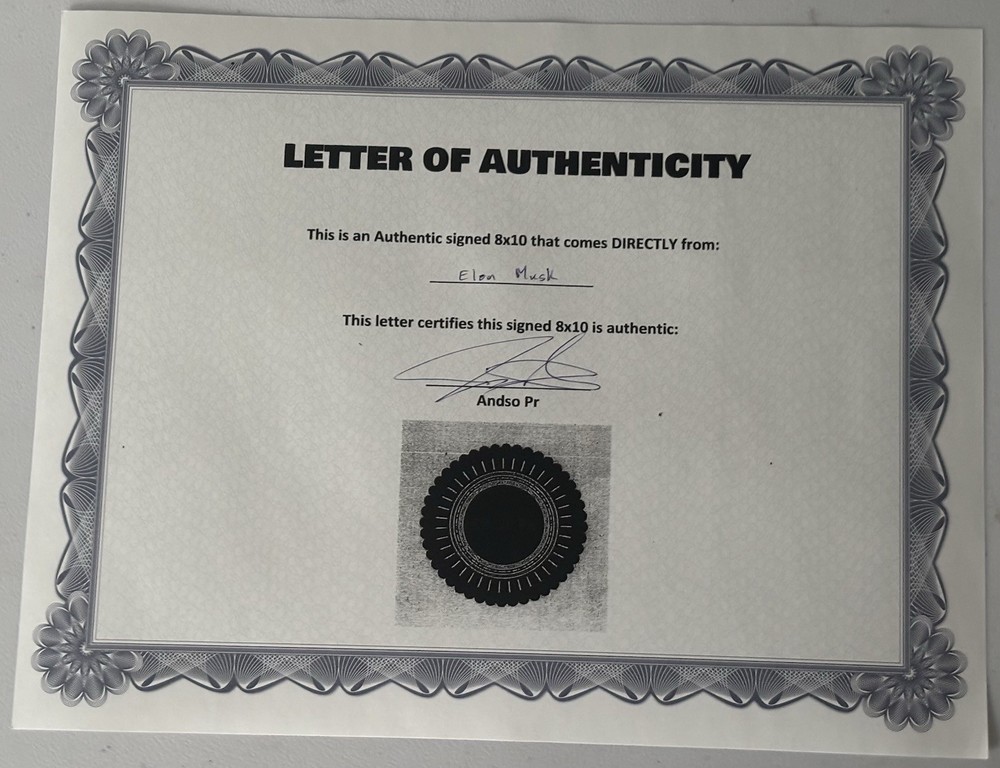 LETTER OF AUTHENTICITY
This is an Authentic signed 8x10 that comes DIRECTLY from:
Elon Musk
This letter certifies this signed 8x10 is authentic:
Andso Pr